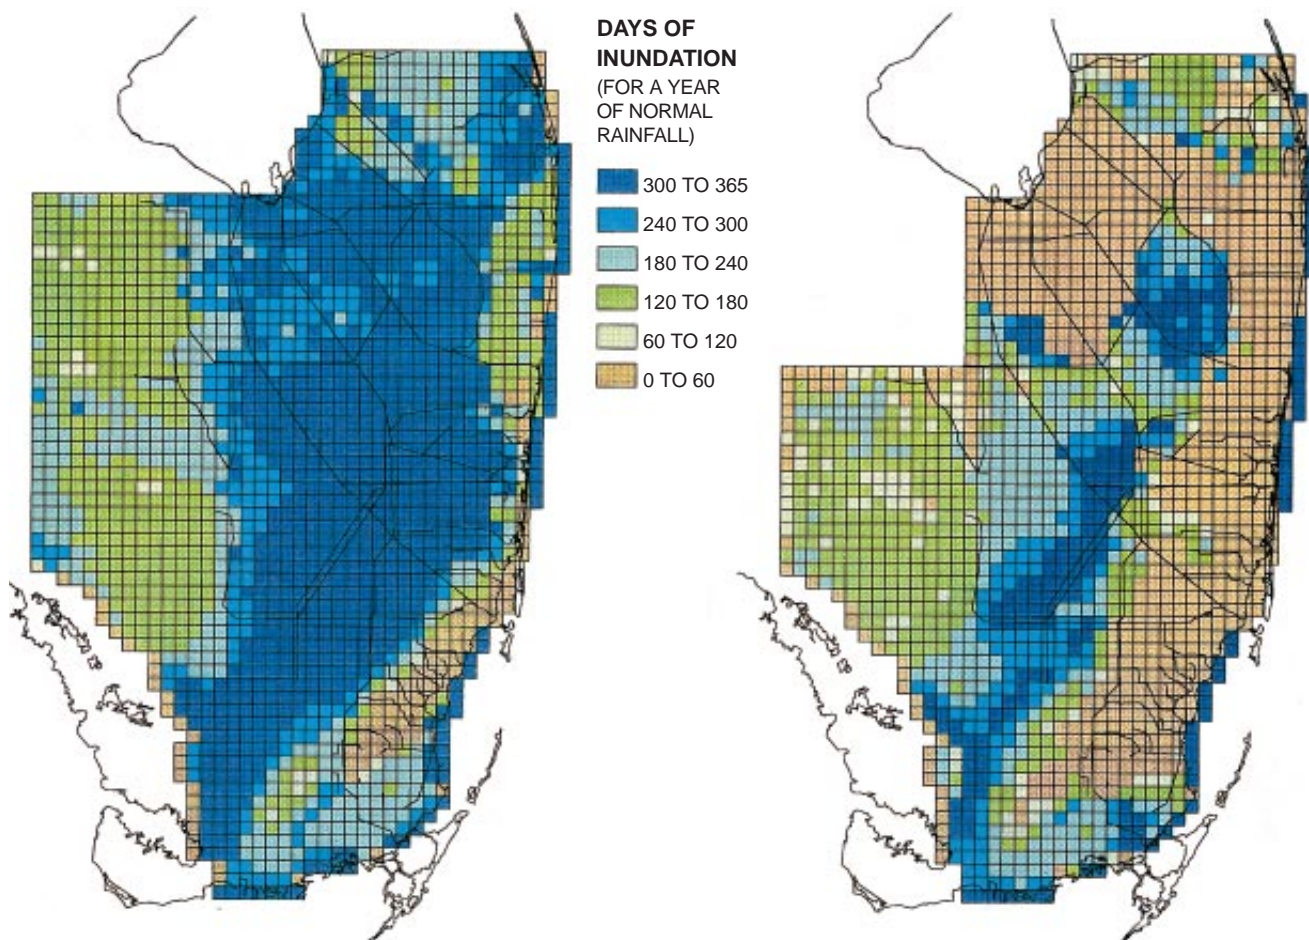 DAYS OF
INUNDATION
(FOR A YEAR
OF NORMAL
RAINFALL)
300 TO 365
240 TO 300
180 TO 240
120 TO 180
60 TO 120
0 TO 60